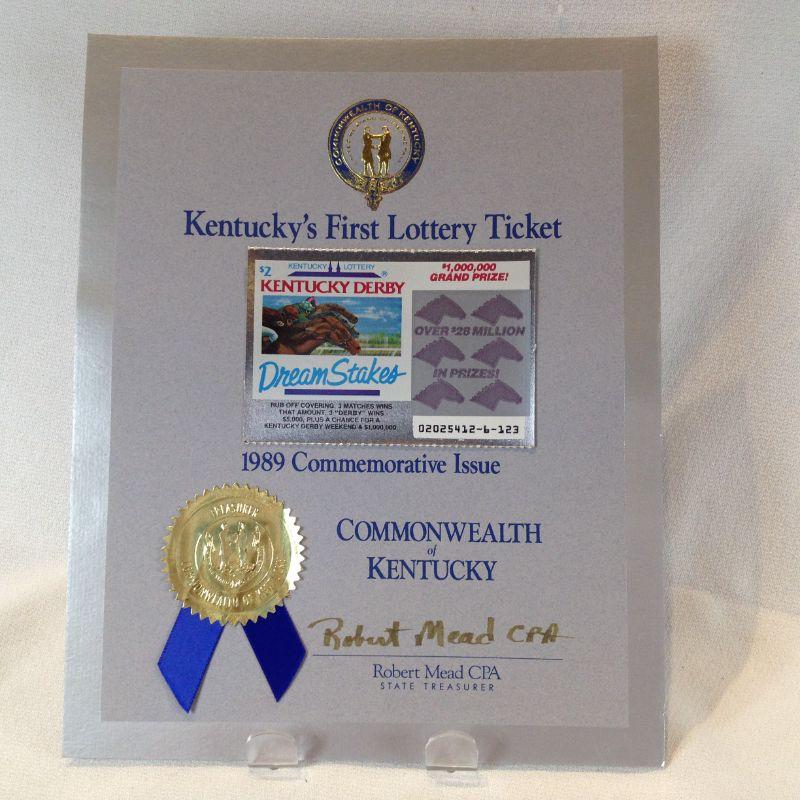 COMMONWEALTH OF KENTUCKY
Kentucky's First Lottery Ticket
$2
KENTUCKY LOTTERY ®
KENTUCKY DERBY
DreamStakes
RUB OFF COVERING. 3 MATCHES WINS
THAT AMOUNT. 3 "DERBY" WINS
$5,000, PLUS A CHANCE FOR A
KENTUCKY DERBY WEEKEND & $1,000,000
$1,000,000
GRAND PRIZE!
OVER $28 MILLION
IN PRIZES!
02025412-6-123
1989 Commemorative Issue
TREASURER
COMMONWEALTH OF
COMMONWEALTH
of
KENTUCKY
Robert Mead CPA
Robert Mead CPA
STATE TREASURER